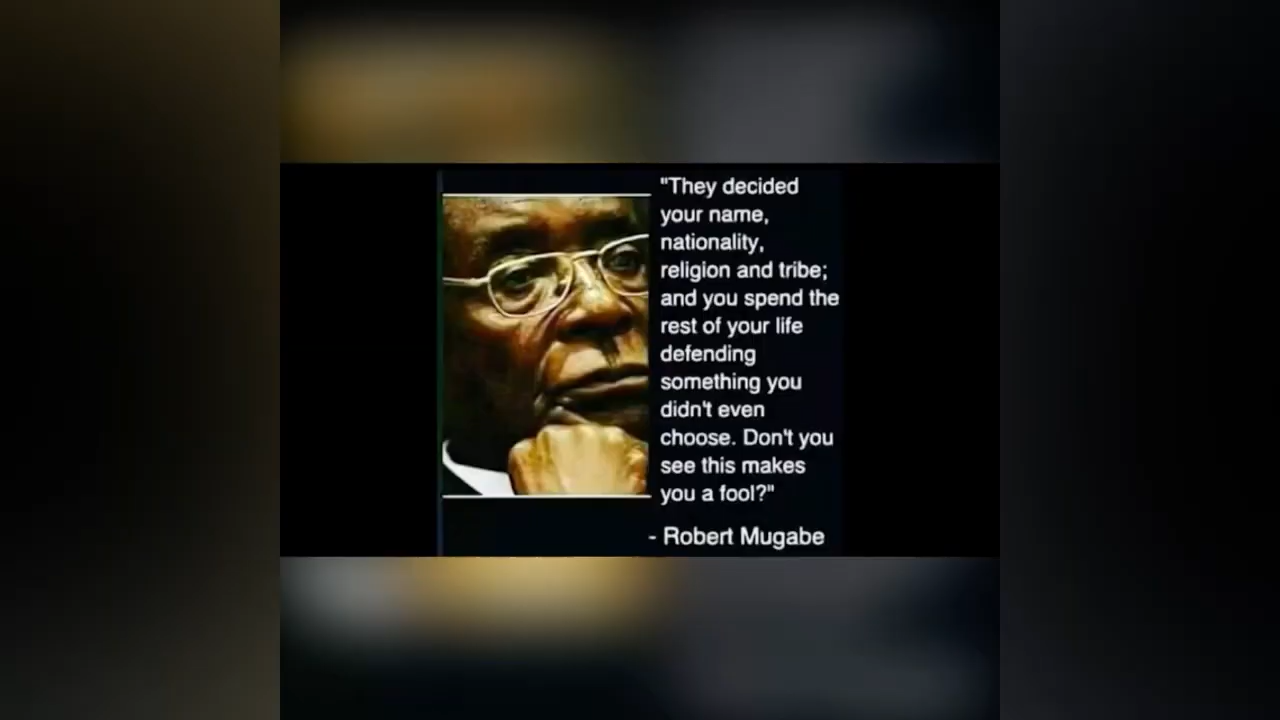 "They decided
your name,
nationality,
religion and tribe;
and you spend the
rest of your life
defending
something you
didn't even
choose. Don't you
see this makes
you a fool?"
- Robert Mugabe